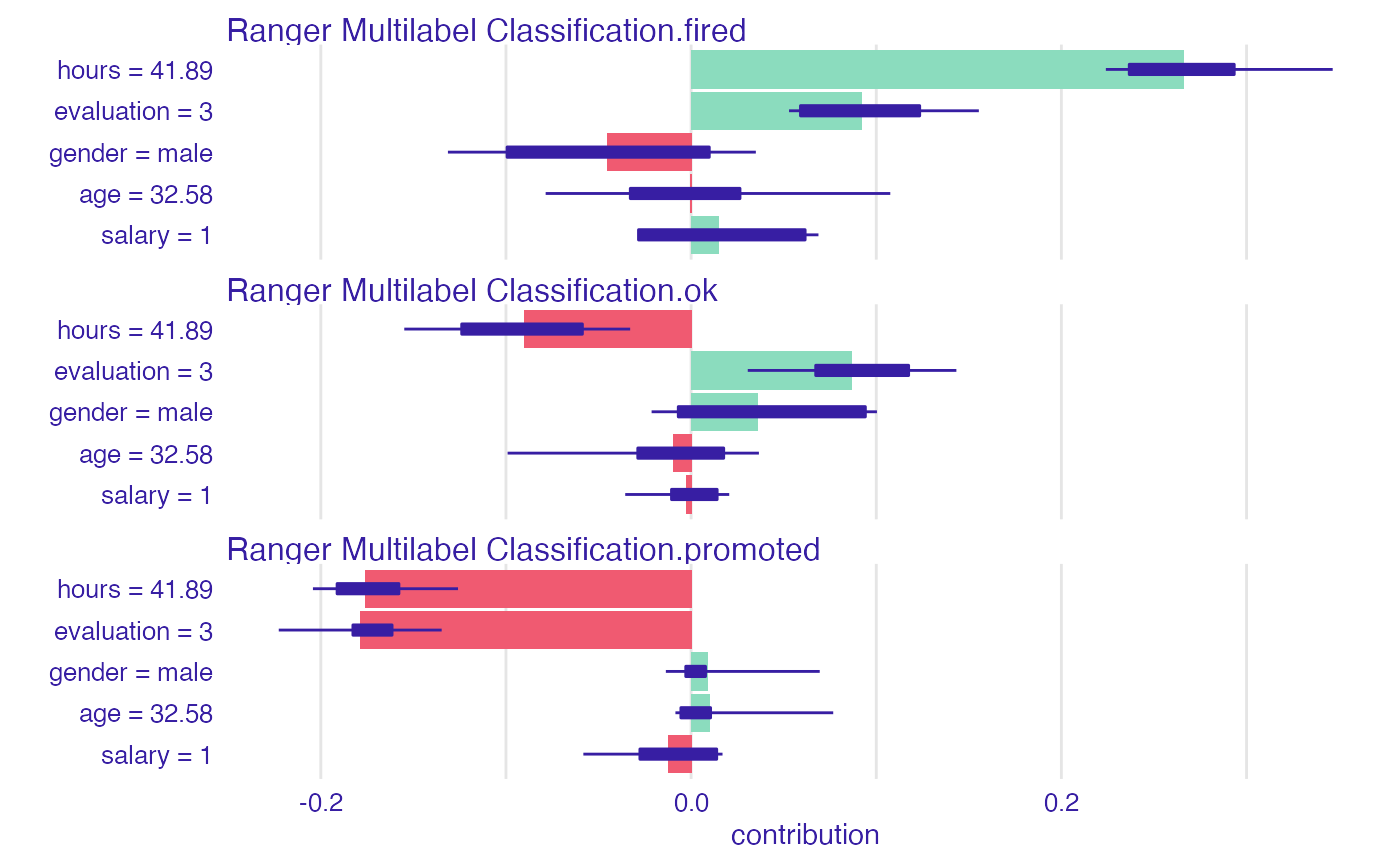 Ranger Multilabel Classification.fired
hours = 41.89
evaluation = 3
gender = male
age = 32.58
salary = 1
Ranger Multilabel Classification.ok
hours = 41.89
evaluation = 3
gender = male
age = 32.58
salary = 1
Ranger Multilabel Classification.promoted
hours = 41.89
evaluation = 3
gender = male
age = 32.58
salary = 1
-0.2 0.0 0.2
contribution